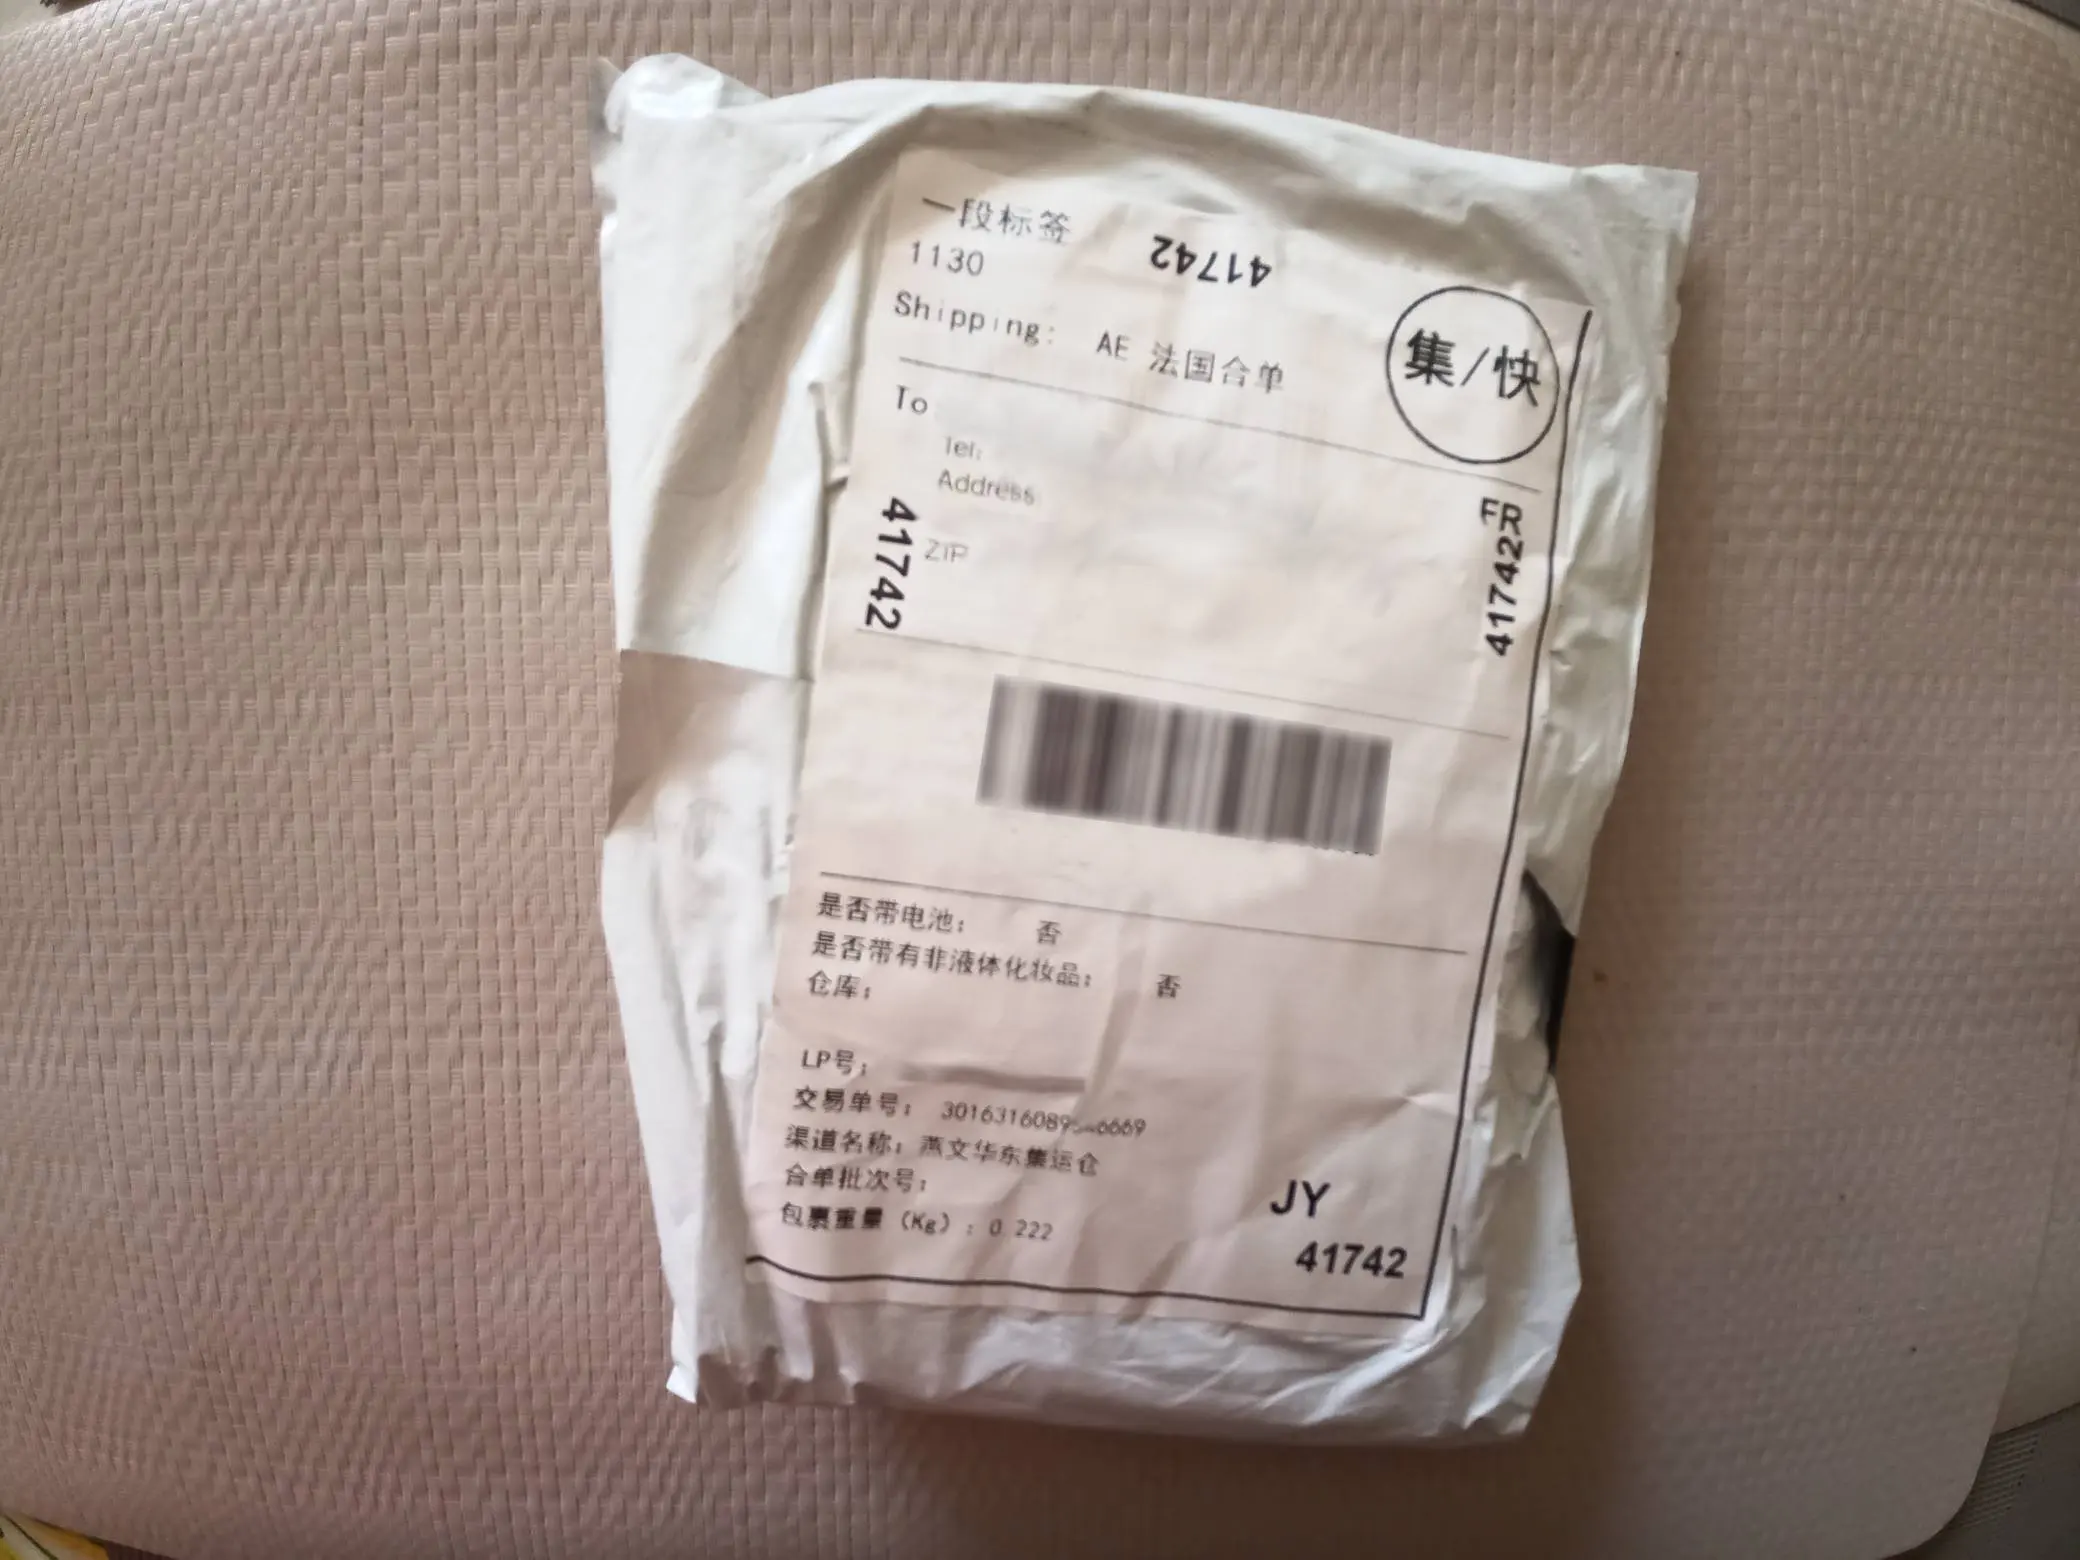 一段标签
41742
1130
Shipping: AE 法国合单
集/快
To
Tel:
Address
ZIP
41742
FR
41742
是否带电池: 否
是否带有非液体化妆品: 否
仓库:
LP号:
交易单号:
渠道名称: 燕文华东集运仓
合单批次号:
包裹重量 (Kg) : 0.222
JY
41742